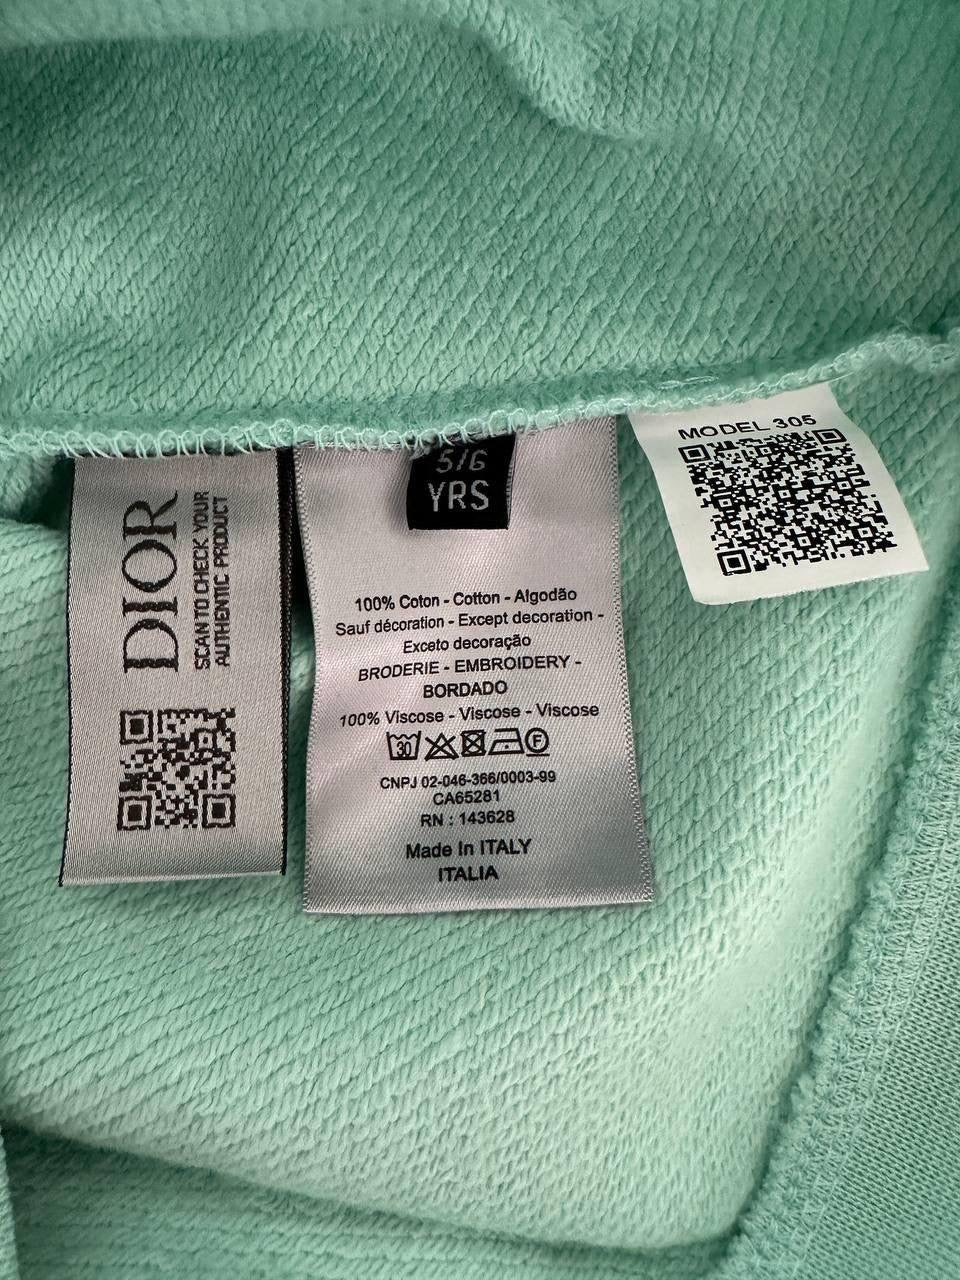 DIOR
SCAN TO CHECK YOUR
AUTHENTIC PRODUCT
5/6
YRS
100% Coton - Cotton - Algodão
Sauf décoration - Except decoration -
Exceto decoração
BRODERIE - EMBROIDERY -
BORDADO
100% Viscose - Viscose - Viscose
30 F
CNPJ 02-046-366/0003-99
CA65281
RN : 143628
Made In ITALY
ITALIA
MODEL 305